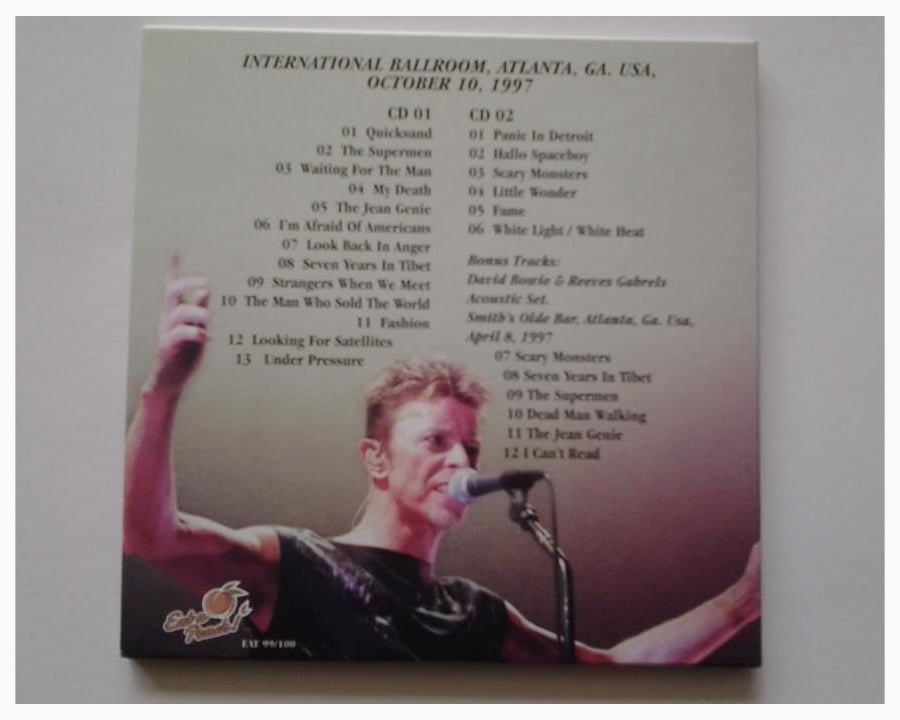 INTERNATIONAL BALLROOM, ATLANTA, GA. USA,
OCTOBER 10, 1997
CD 01
01 Quicksand
02 The Supermen
03 Waiting For The Man
04 My Death
05 The Jean Genie
06 I'm Afraid Of Americans
07 Look Back In Anger
08 Seven Years In Tibet
09 Strangers When We Meet
10 The Man Who Sold The World
11 Fashion
12 Looking For Satellites
13 Under Pressure
CD 02
01 Panic In Detroit
02 Hallo Spaceboy
03 Scary Monsters
04 Little Wonder
05 Fame
06 White Light / White Heat
Bonus Tracks:
David Bowie & Reeves Gabrels
Acoustic Set.
Smith's Olde Bar, Atlanta, Ga. Usa,
April 8, 1997
07 Scary Monsters
08 Seven Years In Tibet
09 The Supermen
10 Dead Man Walking
11 The Jean Genie
12 I Can't Read
Eat a
Peach!
EAT 99/100